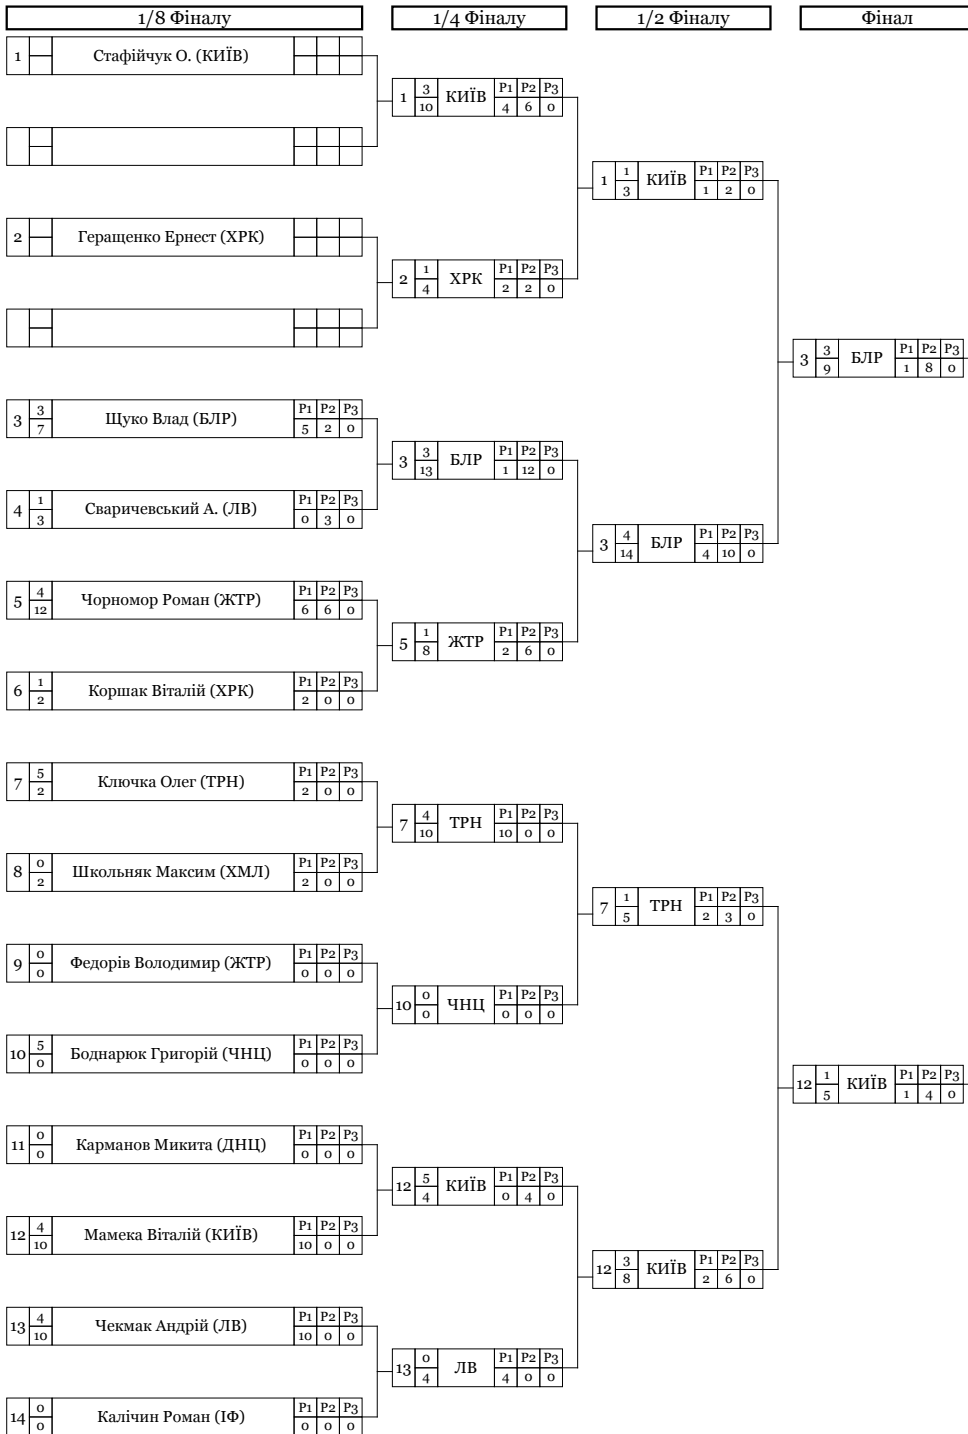 1/8 Фіналу 1/4 Фіналу 1/2 Фіналу Фінал
1 Стафійчук О. (КИЇВ)
1 3 10 КИЇВ P1 P2 P3 4 6 0
1 1 3 КИЇВ P1 P2 P3 1 2 0
2 Геращенко Ернест (ХРК)
2 1 4 ХРК P1 P2 P3 2 2 0
3 3 9 БЛР P1 P2 P3 1 8 0
3 3 7 Щуко Влад (БЛР) P1 P2 P3 5 2 0
3 3 13 БЛР P1 P2 P3 1 12 0
4 1 3 Сваричевський А. (ЛВ) P1 P2 P3 0 3 0
3 4 14 БЛР P1 P2 P3 4 10 0
5 4 12 Чорномор Роман (ЖТР) P1 P2 P3 6 6 0
5 1 8 ЖТР P1 P2 P3 2 6 0
6 1 2 Коршак Віталій (ХРК) P1 P2 P3 2 0 0
7 5 2 Ключка Олег (ТРН) P1 P2 P3 2 0 0
7 4 10 ТРН P1 P2 P3 10 0 0
8 0 2 Школьняк Максим (ХМЛ) P1 P2 P3 2 0 0
7 1 5 ТРН P1 P2 P3 2 3 0
9 0 0 Федорів Володимир (ЖТР) P1 P2 P3 0 0 0
10 0 0 ЧНЦ P1 P2 P3 0 0 0
10 5 0 Боднарюк Григорій (ЧНЦ) P1 P2 P3 0 0 0
12 1 5 КИЇВ P1 P2 P3 1 4 0
11 0 0 Карманов Микита (ДНЦ) P1 P2 P3 0 0 0
12 5 4 КИЇВ P1 P2 P3 0 4 0
12 4 10 Мамека Віталій (КИЇВ) P1 P2 P3 10 0 0
12 3 8 КИЇВ P1 P2 P3 2 6 0
13 4 10 Чекмак Андрій (ЛВ) P1 P2 P3 10 0 0
13 0 4 ЛВ P1 P2 P3 4 0 0
14 0 0 Калічин Роман (ІФ) P1 P2 P3 0 0 0